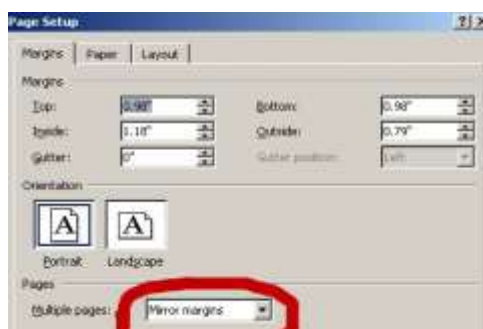 Page Setup
Margins Paper Layout
Margins
Top: 0.98" Bottom: 0.98"
Inside: 1.18" Outside: 0.79"
Gutter: 0" Gutter position: Left
Orientation
A A
Portrait Landscape
Pages
Multiple pages: Mirror margins